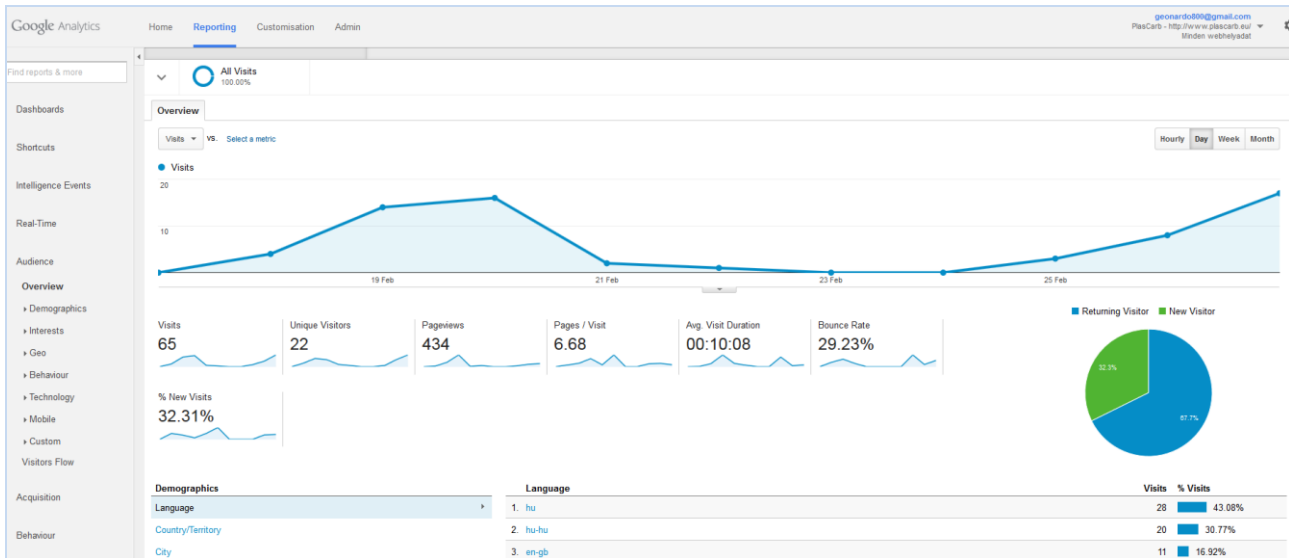 Google Analytics
Home Reporting Customisation Admin
geonardo800@gmail.com
PlasCarb - http://www.plascarb.eu/
Minden webhelyadat
Find reports & more
All Visits
100.00%
Dashboards
Overview
Visits vs. Select a metric
Hourly Day Week Month
Shortcuts
Visits
20
Intelligence Events
Real-Time
10
Audience
19 Feb 21 Feb 23 Feb 25 Feb
Overview
Demographics
Interests
Geo
Behaviour
Technology
Mobile
Custom
Visitors Flow
Acquisition
Behaviour
Returning Visitor New Visitor
Visits
65
Unique Visitors
22
Pageviews
434
Pages / Visit
6.68
Avg. Visit Duration
00:10:08
Bounce Rate
29.23%
32.3%
67.7%
% New Visits
32.31%
Demographics
Language
Country/Territory
City
Language Visits % Visits
1. hu 28 43.08%
2. hu-hu 20 30.77%
3. en-gb 11 16.92%